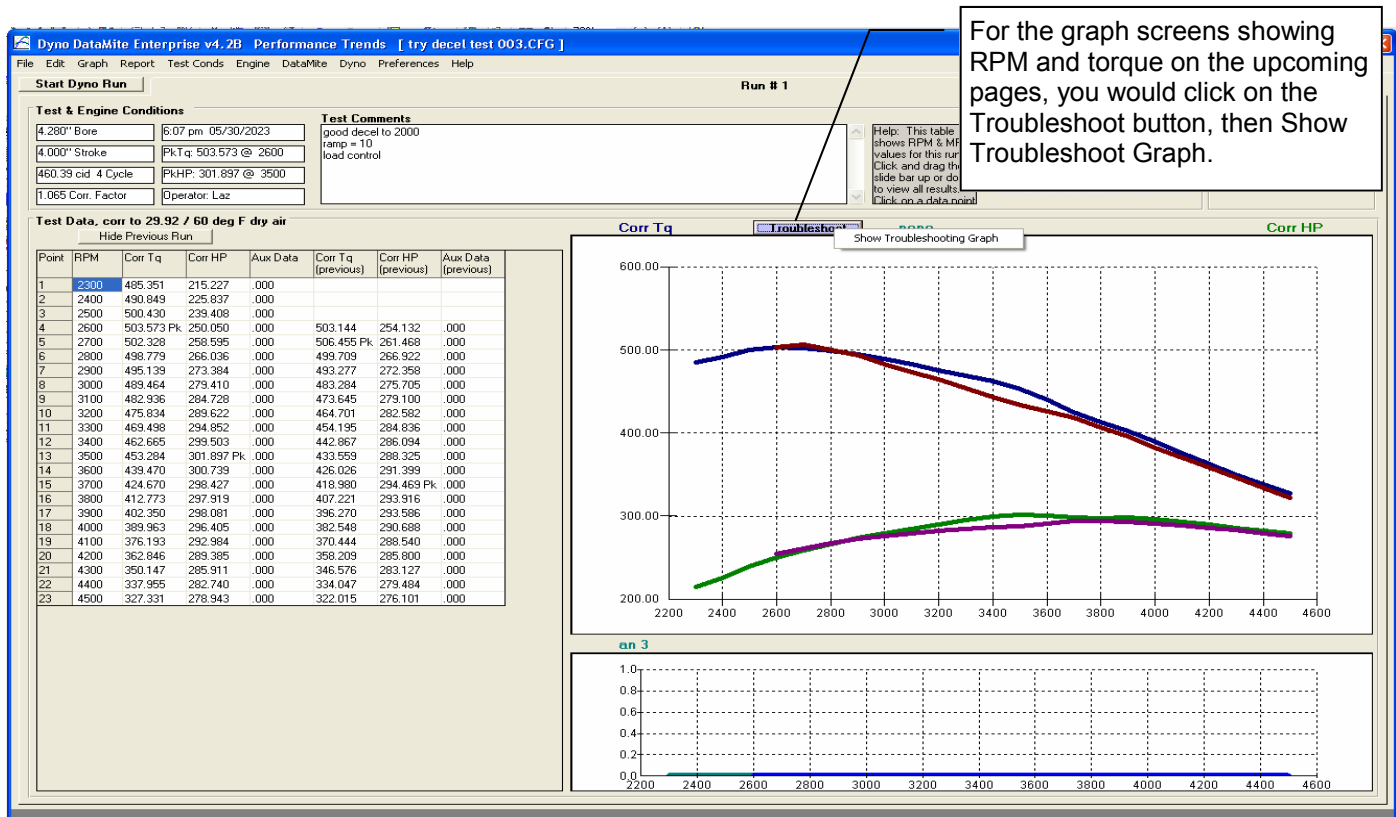 For the graph screens showing
RPM and torque on the upcoming
pages, you would click on the
Troubleshoot button, then Show
Troubleshoot Graph.
Dyno DataMite Enterprise v4.2B Performance Trends [ try decel test 003.CFG ]
File Edit Graph Report Test Conds Engine DataMite Dyno Preferences Help
Start Dyno Run
Run # 1
Test & Engine Conditions
4.280" Bore 6:07 pm 05/30/2023
4.000" Stroke PkTq: 503.573 @ 2600
460.39 cid 4 Cycle PkHP: 301.897 @ 3500
1.065 Corr. Factor Operator: Laz
Test Comments
good decel to 2000
ramp = 10
load control
Help: This table
shows RPM & MP
values for this run
Click and drag the
slide bar up or do
to view all results.
Click on a data point
Test Data, corr to 29.92 / 60 deg F dry air
Hide Previous Run
Point RPM Corr Tq Corr HP Aux Data Corr Tq (previous) Corr HP (previous) Aux Data (previous)
1 2300 485.351 215.227 .000
2 2400 490.849 225.837 .000
3 2500 500.430 239.408 .000
4 2600 503.573 Pk 250.050 .000 503.144 254.132 .000
5 2700 502.328 258.595 .000 506.455 Pk 261.468 .000
6 2800 498.779 266.036 .000 499.709 266.922 .000
7 2900 495.139 273.384 .000 493.277 272.358 .000
8 3000 489.464 279.410 .000 483.284 275.705 .000
9 3100 482.936 284.728 .000 473.645 279.100 .000
10 3200 475.834 289.622 .000 464.701 282.582 .000
11 3300 469.498 294.852 .000 454.195 284.836 .000
12 3400 462.665 299.503 .000 442.867 286.094 .000
13 3500 453.284 301.897 Pk .000 433.559 288.325 .000
14 3600 439.470 300.739 .000 426.026 291.399 .000
15 3700 424.670 298.427 .000 418.980 294.469 Pk .000
16 3800 412.773 297.919 .000 407.221 293.916 .000
17 3900 402.350 298.081 .000 396.270 293.586 .000
18 4000 389.963 296.405 .000 382.546 290.688 .000
19 4100 376.193 292.984 .000 370.444 288.540 .000
20 4200 362.846 289.385 .000 358.209 285.800 .000
21 4300 350.147 285.911 .000 346.576 283.127 .000
22 4400 337.955 282.740 .000 334.047 279.484 .000
23 4500 327.331 278.943 .000 322.015 276.101 .000
Corr Tq Troubleshoot none Corr HP
Show Troubleshooting Graph
600.00
500.00
400.00
300.00
200.00
2200 2400 2600 2800 3000 3200 3400 3600 3800 4000 4200 4400 4600
an 3
1.0
0.8
0.6
0.4
0.2
0.0
2200 2400 2600 2800 3000 3200 3400 3600 3800 4000 4200 4400 4600